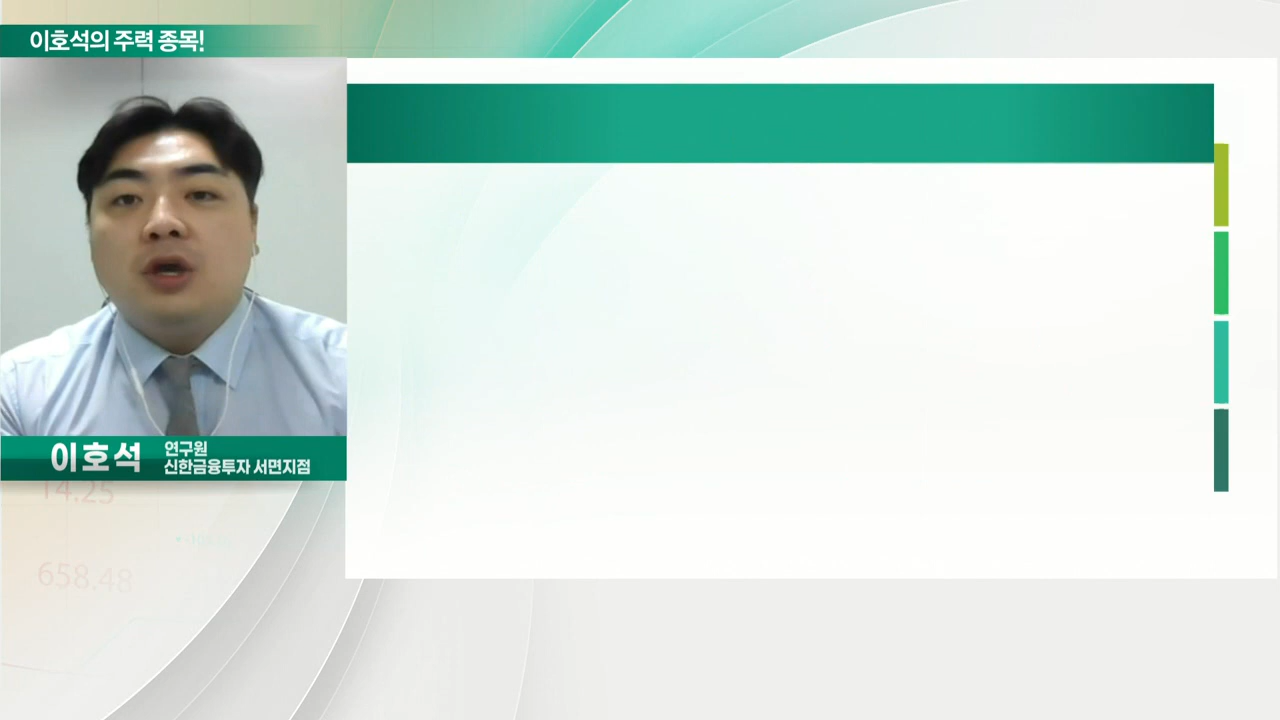 이호석의 주력 종목!
이호석
연구원
신한금융투자 서면지점
14.25
658.48